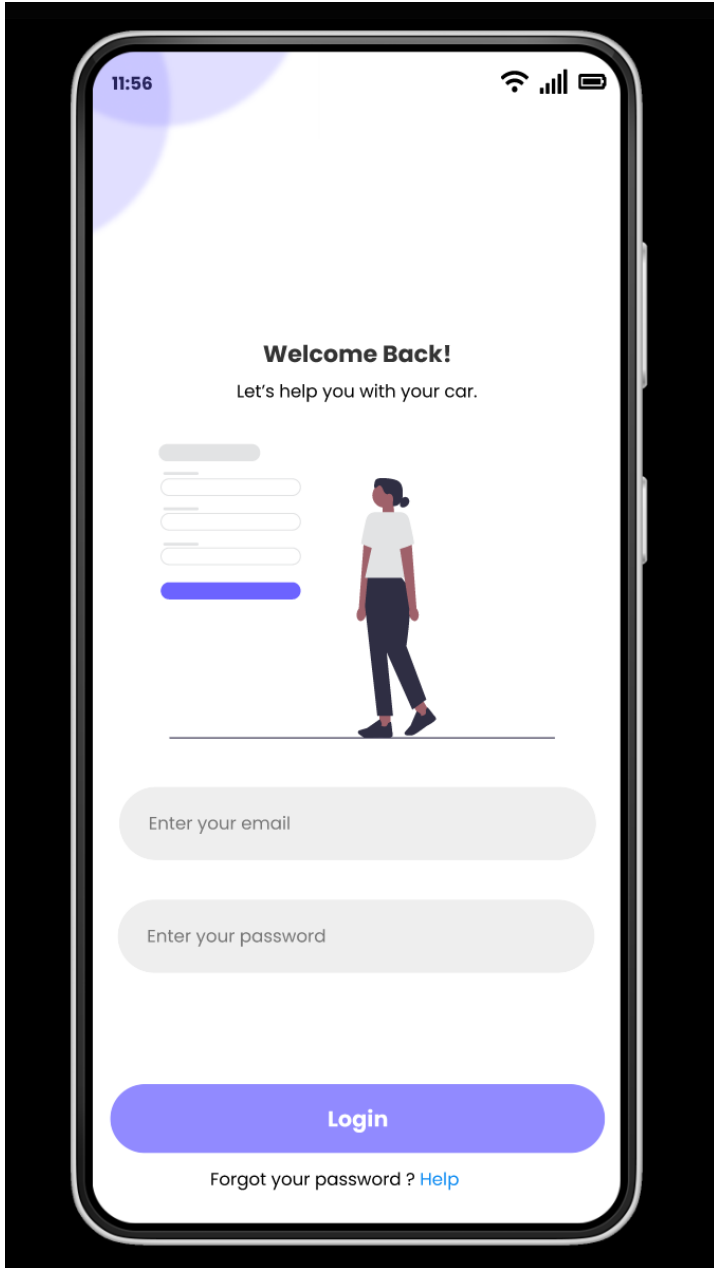 11:56
Welcome Back!
Let's help you with your car.
Enter your email
Enter your password
Login
Forgot your password ? Help